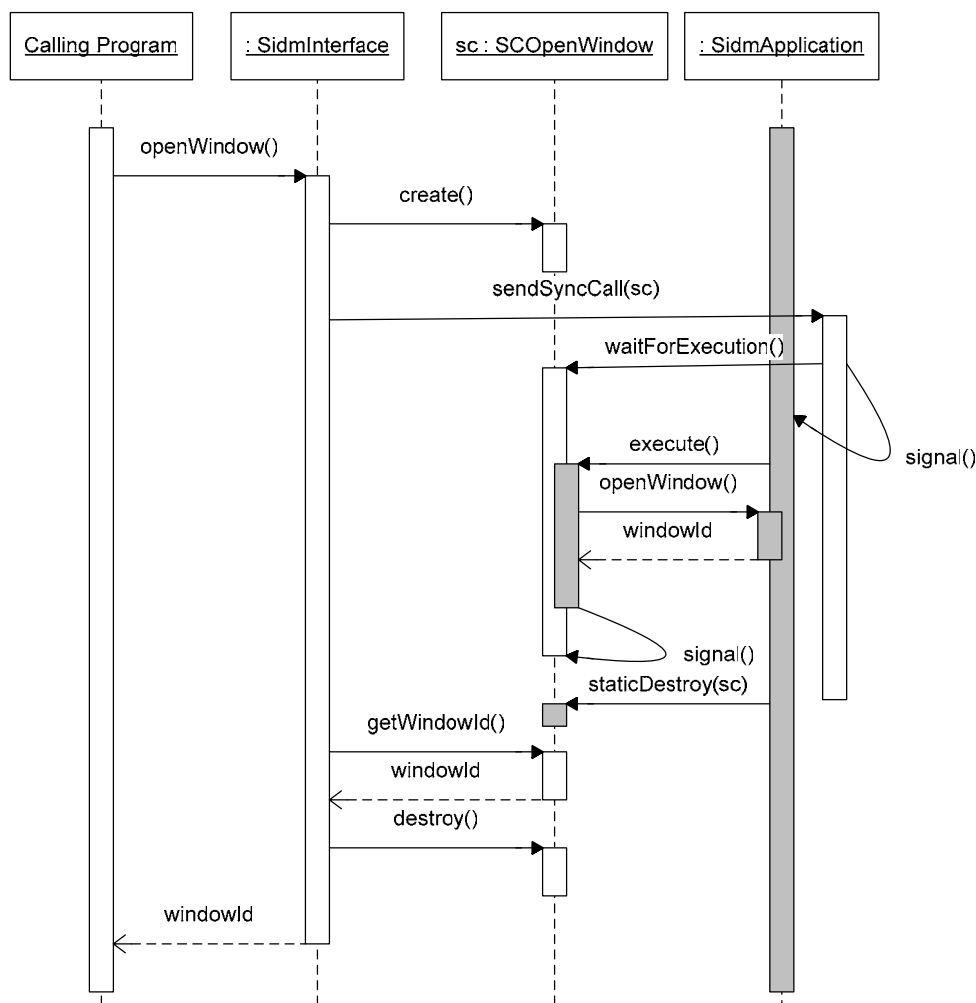 Calling Program
: SidmInterface
sc : SCOpenWindow
: SidmApplication
openWindow()
create()
sendSyncCall(sc)
waitForExecution()
signal()
execute()
openWindow()
windowId
signal()
staticDestroy(sc)
getWindowId()
windowId
destroy()
windowId